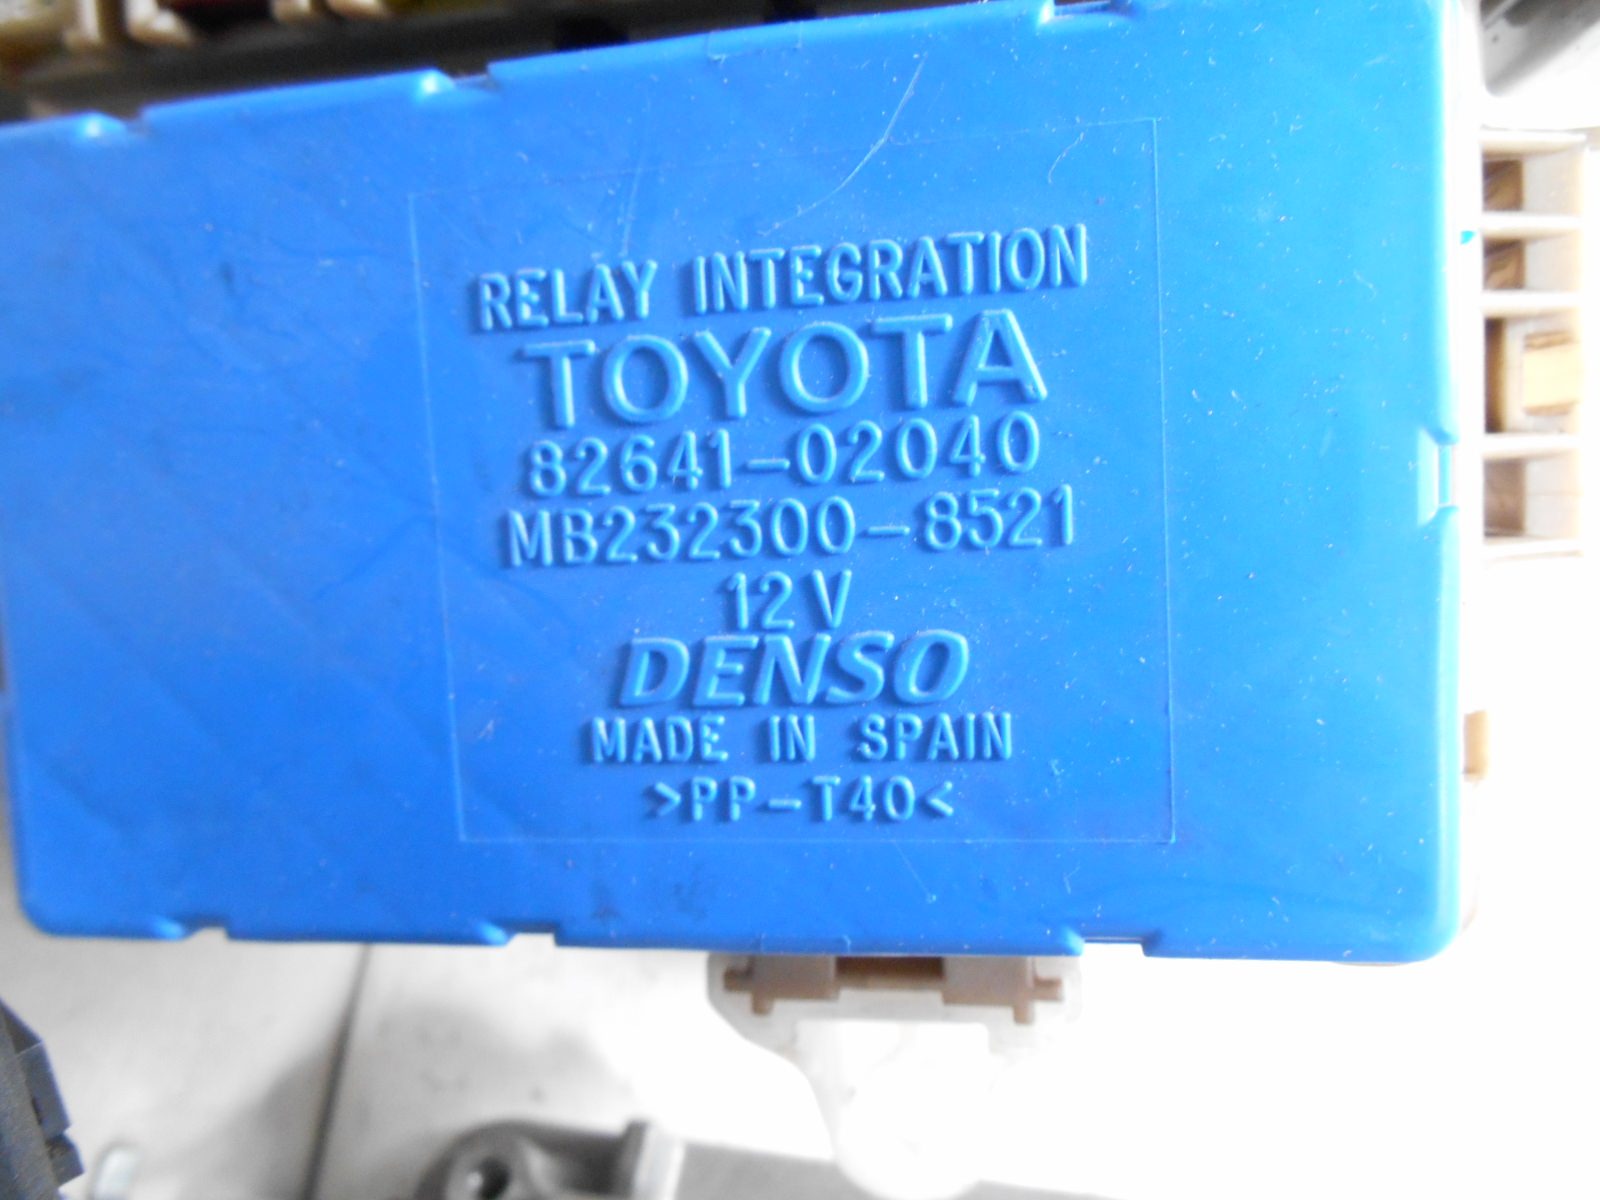 RELAY INTEGRATION
TOYOTA
82641-02040
MB232300-8521
12V
DENSO
MADE IN SPAIN
>PP-T40<